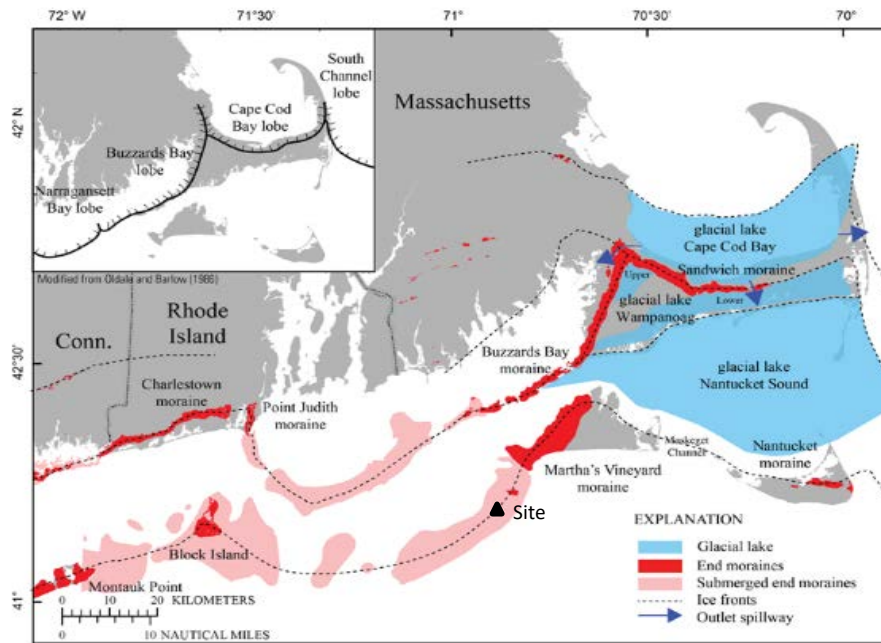 72° W
71°30'
71°
70°30'
70°
42° N
42°30'
41°
South
Channel
lobe
Cape Cod
Bay lobe
Buzzards Bay
lobe
Narragansett
Bay lobe
Modified from Oldale and Barlow (1986)
Massachusetts
glacial lake
Cape Cod Bay
Sandwich moraine
Upper
Lower
glacial lake
Wampanoag
glacial lake
Nantucket Sound
Rhode
Island
Conn.
Charlestown
moraine
Point Judith
moraine
Buzzards Bay
moraine
Muskeget
Channel
Nantucket
moraine
Martha's Vineyard
moraine
Site
Block Island
Montauk Point
0 10 20 KILOMETERS
0 10 NAUTICAL MILES
EXPLANATION
Glacial lake
End moraines
Submerged end moraines
Ice fronts
Outlet spillway